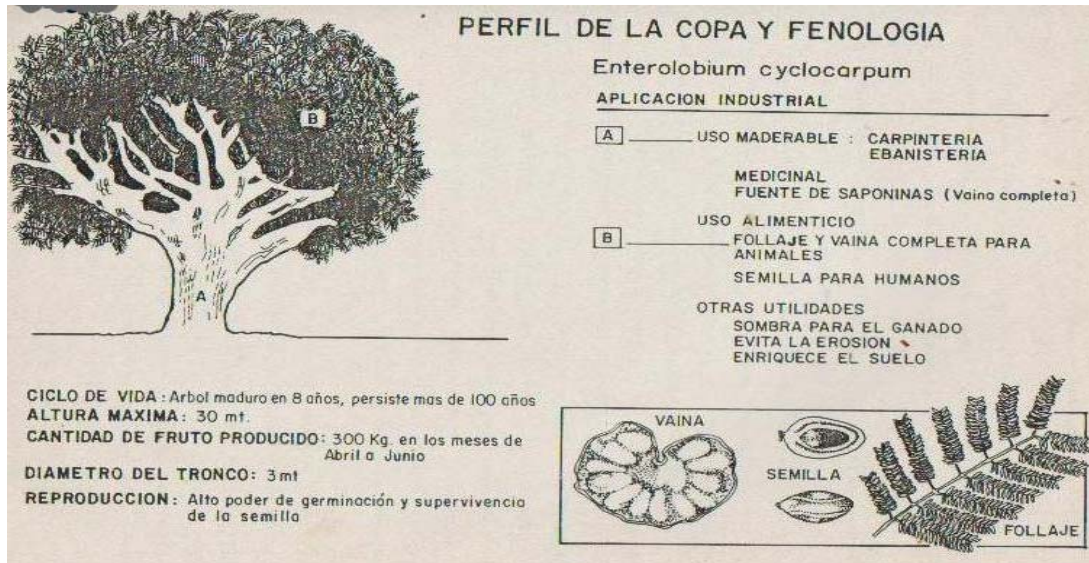 PERFIL DE LA COPA Y FENOLOGIA
Enterolobium cyclocarpum
APLICACION INDUSTRIAL
A USO MADERABLE : CARPINTERIA
EBANISTERIA
MEDICINAL
FUENTE DE SAPONINAS (Vaina completa)
USO ALIMENTICIO
B FOLLAJE Y VAINA COMPLETA PARA
ANIMALES
SEMILLA PARA HUMANOS
OTRAS UTILIDADES
SOMBRA PARA EL GANADO
EVITA LA EROSION
ENRIQUECE EL SUELO
B
A
CICLO DE VIDA : Arbol maduro en 8 años, persiste mas de 100 años
ALTURA MAXIMA: 30 mt.
CANTIDAD DE FRUTO PRODUCIDO: 300 Kg. en los meses de
Abril a Junio
DIAMETRO DEL TRONCO: 3 mt
REPRODUCCION : Alto poder de germinación y supervivencia
de la semilla
VAINA
SEMILLA
FOLLAJE